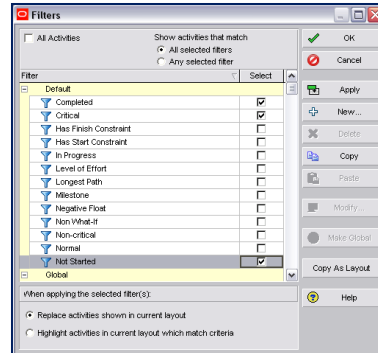 Filters
All Activities
Show activities that match
All selected filters
Any selected filter
Filter
Select
Default
Completed
Critical
Has Finish Constraint
Has Start Constraint
In Progress
Level of Effort
Longest Path
Milestone
Negative Float
Non What-If
Non-critical
Normal
Not Started
Global
When applying the selected filter(s):
Replace activities shown in current layout
Highlight activities in current layout which match criteria
OK
Cancel
Apply
New...
Delete
Copy
Paste
Modify...
Make Global
Copy As Layout
Help